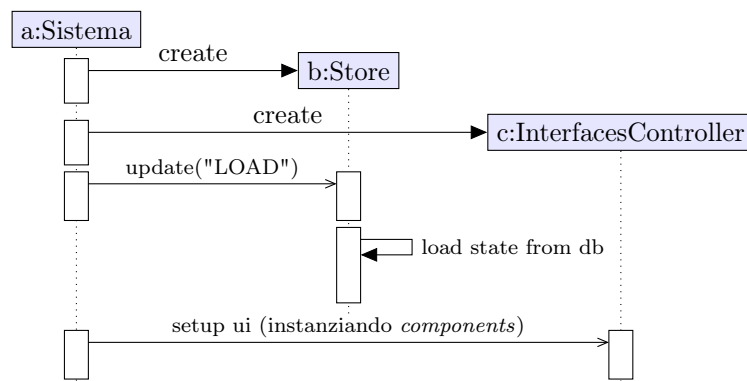 a:Sistema
create
b:Store
create
c:InterfacesController
update("LOAD")
load state from db
setup ui (instanziando components)